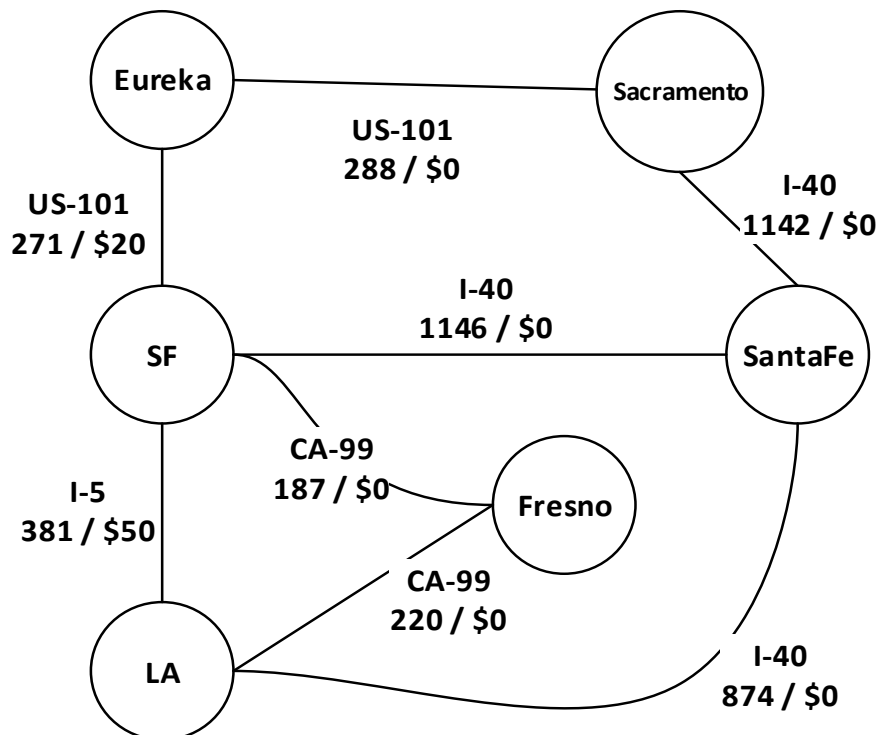 Eureka
Sacramento
US-101
288 / $0
US-101
271 / $20
I-40
1142 / $0
I-40
1146 / $0
SF
SantaFe
CA-99
187 / $0
I-5
381 / $50
Fresno
CA-99
220 / $0
LA
I-40
874 / $0